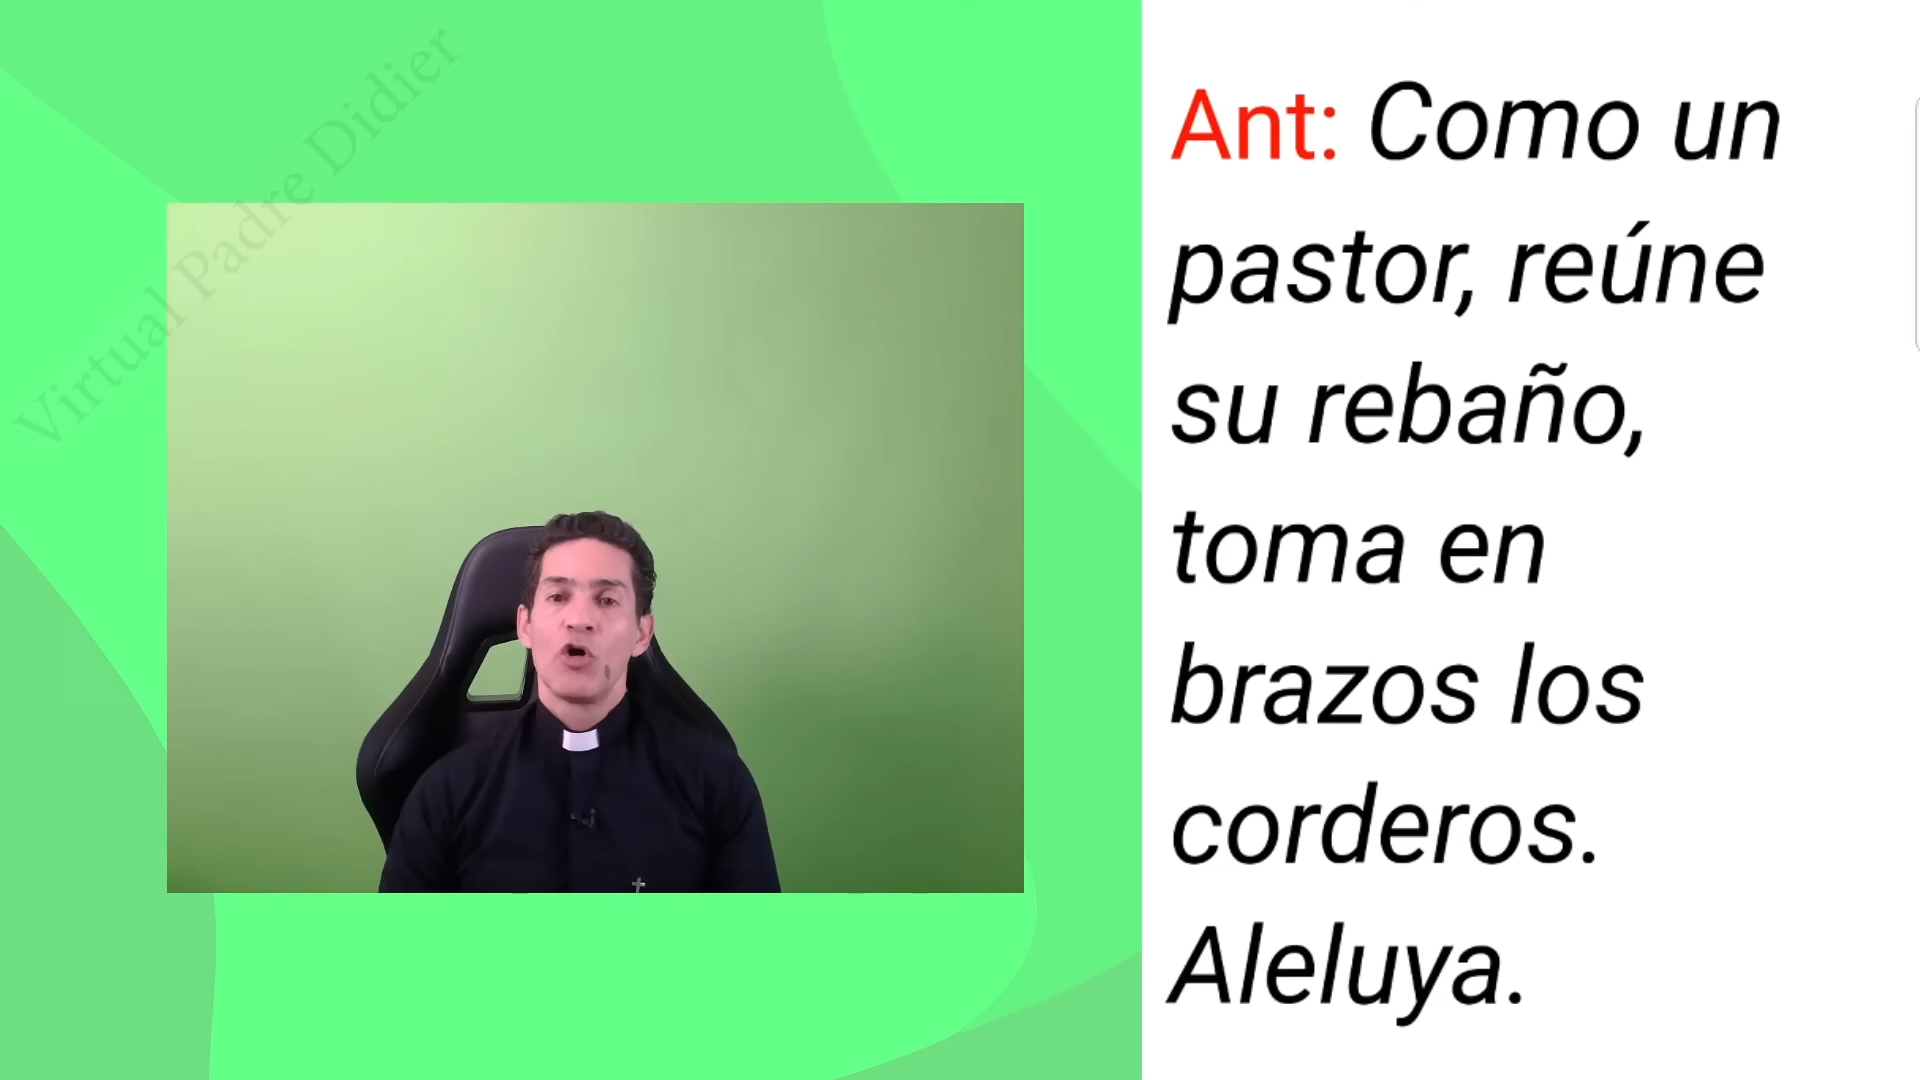 Virtual Padre Didier
Ant: Como un
pastor, reúne
su rebaño,
toma en
brazos los
corderos.
Aleluya.